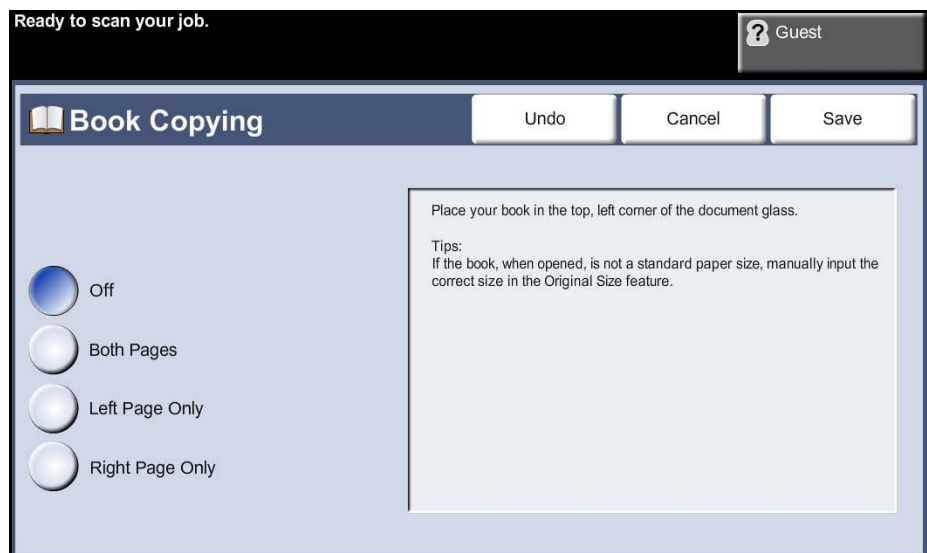 Ready to scan your job.
? Guest
Book Copying
Undo
Cancel
Save
Place your book in the top, left corner of the document glass.
Tips:
If the book, when opened, is not a standard paper size, manually input the
correct size in the Original Size feature.
Off
Both Pages
Left Page Only
Right Page Only